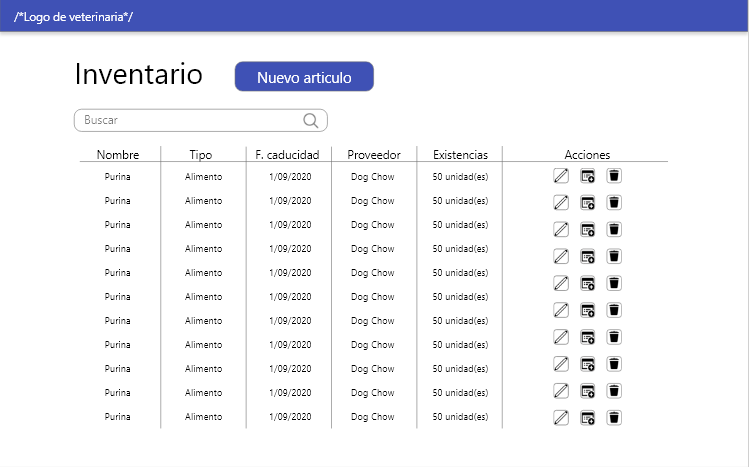 /*Logo de veterinaria*/
Inventario
Nuevo articulo
Buscar
Nombre Tipo F. caducidad Proveedor Existencias Acciones
Purina Alimento 1/09/2020 Dog Chow 50 unidad(es)
Purina Alimento 1/09/2020 Dog Chow 50 unidad(es)
Purina Alimento 1/09/2020 Dog Chow 50 unidad(es)
Purina Alimento 1/09/2020 Dog Chow 50 unidad(es)
Purina Alimento 1/09/2020 Dog Chow 50 unidad(es)
Purina Alimento 1/09/2020 Dog Chow 50 unidad(es)
Purina Alimento 1/09/2020 Dog Chow 50 unidad(es)
Purina Alimento 1/09/2020 Dog Chow 50 unidad(es)
Purina Alimento 1/09/2020 Dog Chow 50 unidad(es)
Purina Alimento 1/09/2020 Dog Chow 50 unidad(es)
Purina Alimento 1/09/2020 Dog Chow 50 unidad(es)